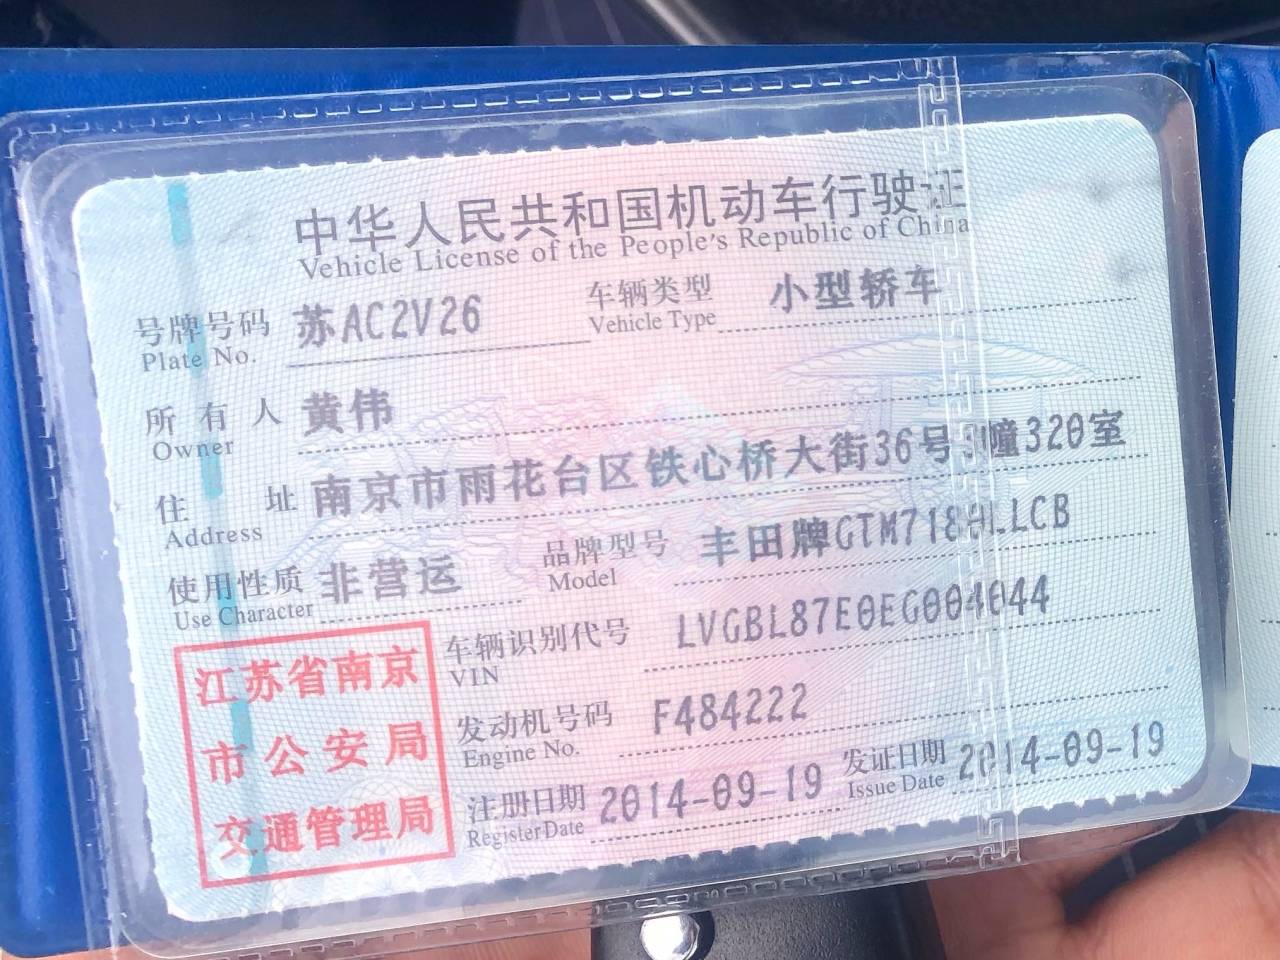 中华人民共和国机动车行驶证
Vehicle License of the People's Republic of China
号牌号码 苏AC2V26 车辆类型 小型轿车
Plate No. Vehicle Type
所有人 黄伟
Owner
住址 南京市雨花台区铁心桥大街36号 幢320室
Address
使用性质 非营运 品牌型号 丰田牌GTM718HLLCB
Use Character Model
车辆识别代号 LVGBL87E0EG004044
VIN
发动机号码 F484222
Engine No.
注册日期 2014-09-19 发证日期 2014-09-19
Register Date Issue Date
江苏省南京
市公安局
交通管理局